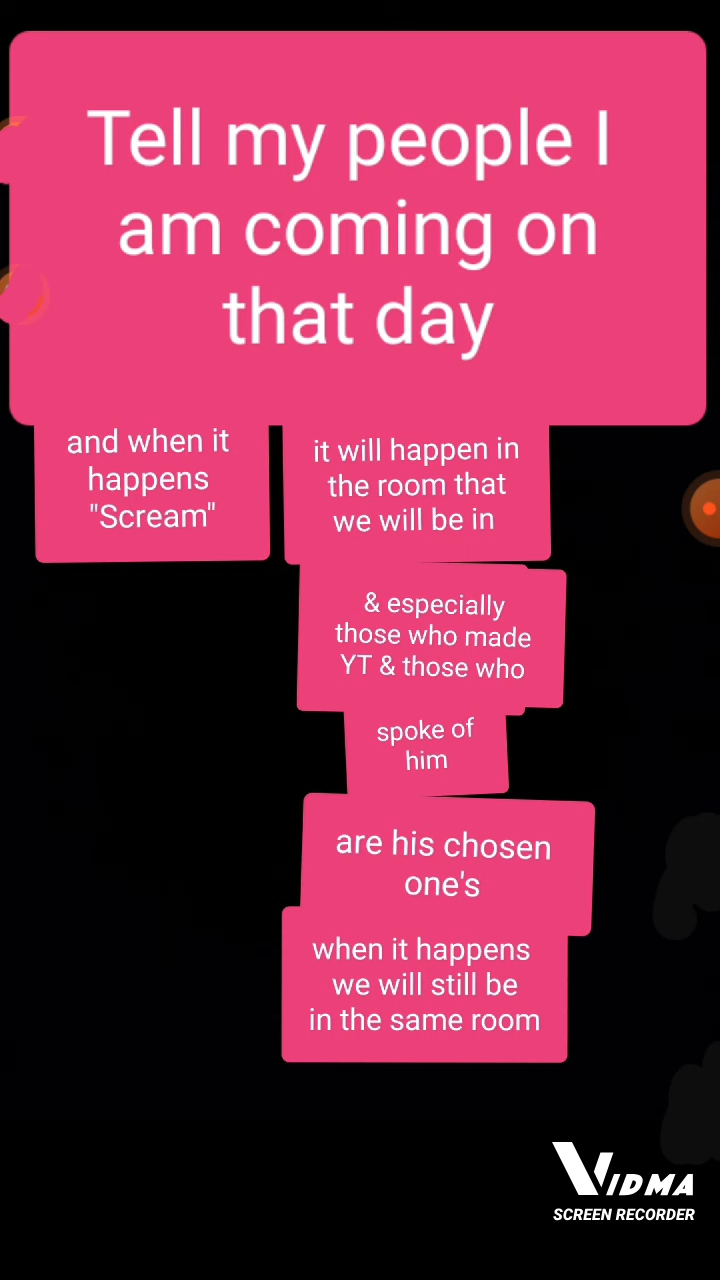 Tell my people I
am coming on
that day
and when it
happens
"Scream"
it will happen in
the room that
we will be in
& especially
those who made
YT & those who
spoke of
him
are his chosen
one's
when it happens
we will still be
in the same room
VIDMA
SCREEN RECORDER